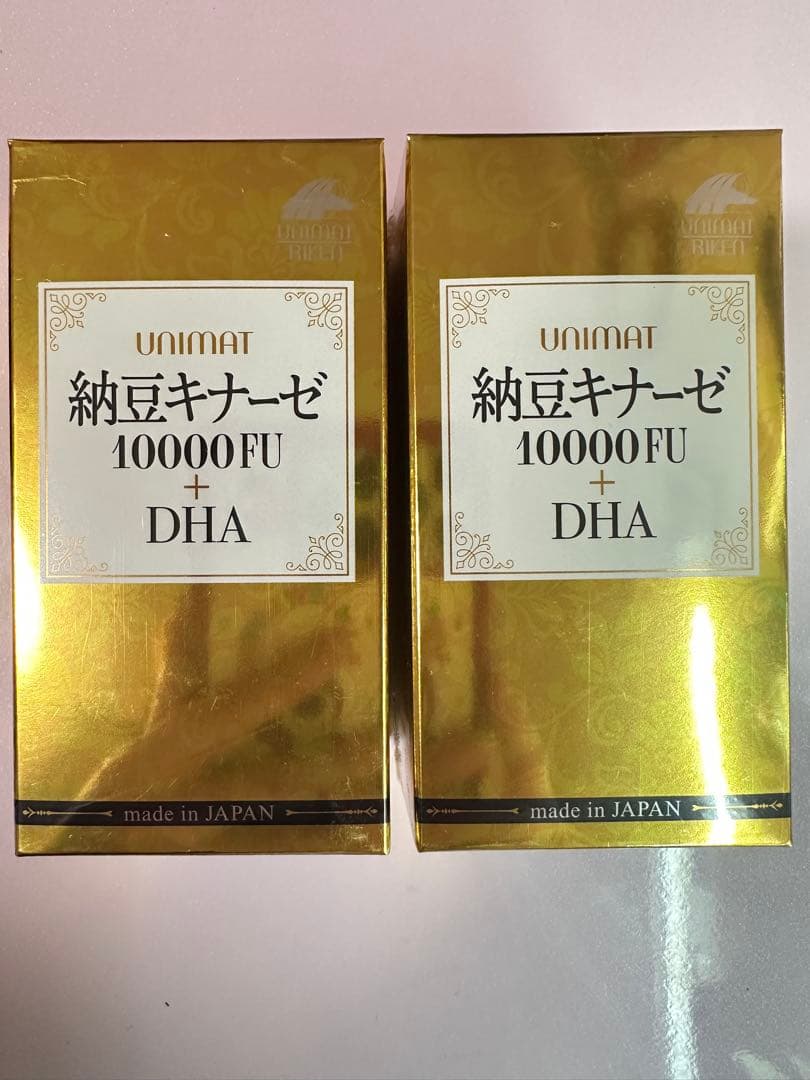 UNIMAT
RIKEN
UNIMAT
納豆キナーゼ
10000FU
+
DHA
made in JAPAN
UNIMAT
RIKEN
UNIMAT
納豆キナーゼ
10000FU
+
DHA
made in JAPAN